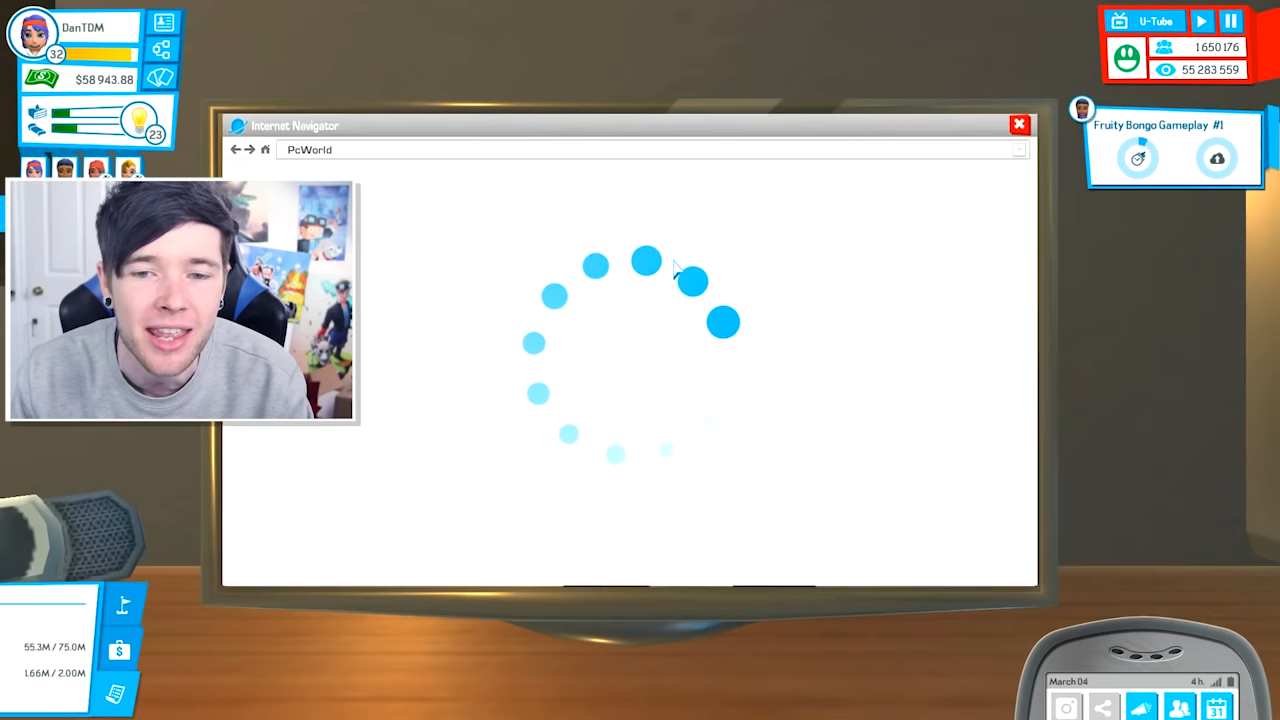 DanTDM
32
$58 943.88
23
U-Tube
1 650 176
55 283 559
Fruity Bongo Gameplay #1
Internet Navigator
PcWorld
55.3M / 75.0M
1.66M / 2.00M
March 04
4 h.
31